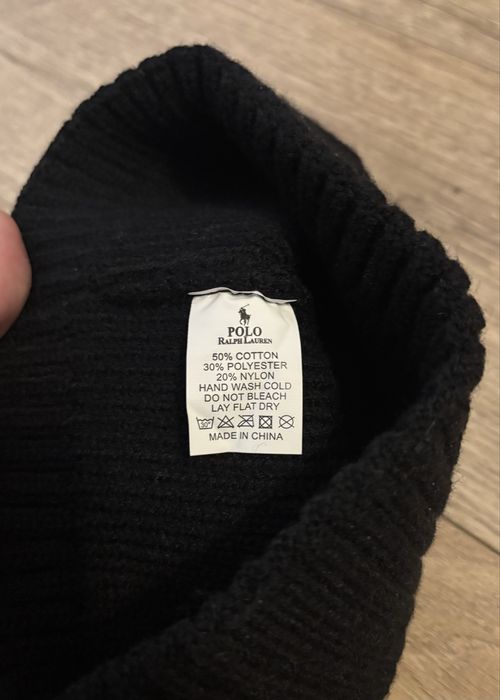 POLO
RALPH LAUREN
50% COTTON
30% POLYESTER
20% NYLON
HAND WASH COLD
DO NOT BLEACH
LAY FLAT DRY
30°
MADE IN CHINA